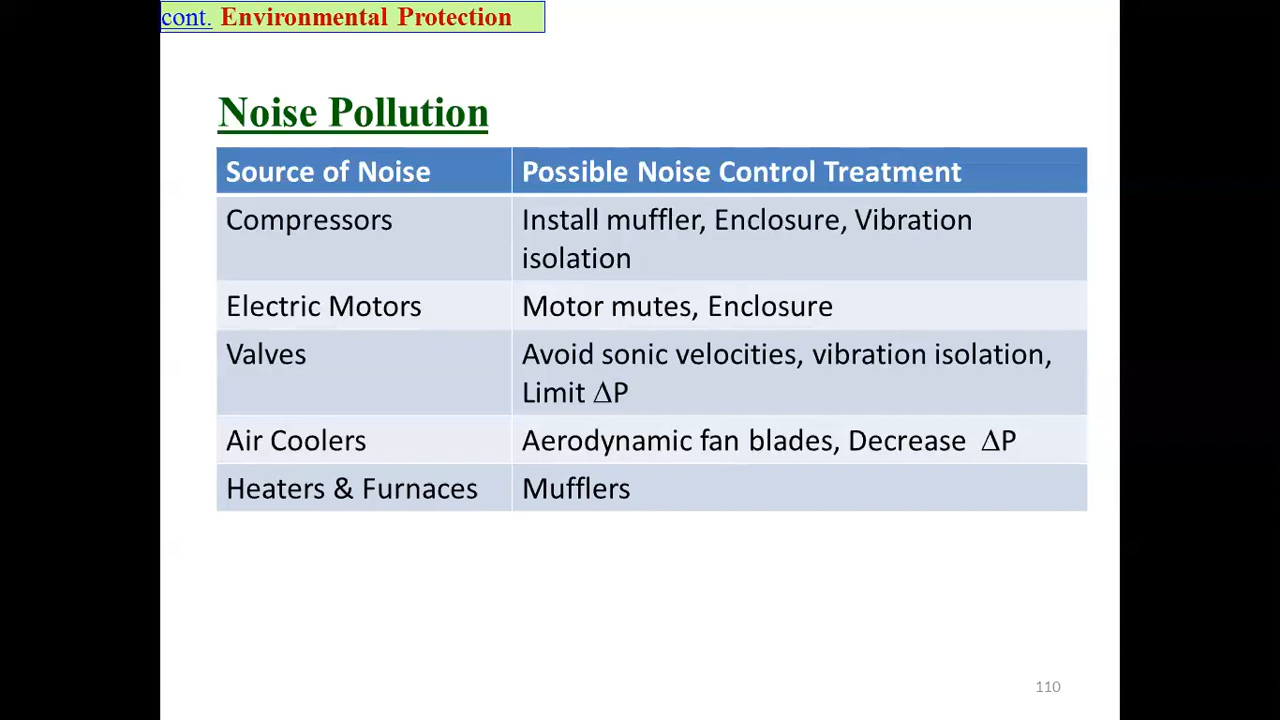 cont. Environmental Protection
Noise Pollution
Source of Noise
Possible Noise Control Treatment
Compressors
Install muffler, Enclosure, Vibration
isolation
Electric Motors
Motor mutes, Enclosure
Valves
Avoid sonic velocities, vibration isolation,
Limit ∆P
Air Coolers
Aerodynamic fan blades, Decrease ∆P
Heaters & Furnaces
Mufflers
110